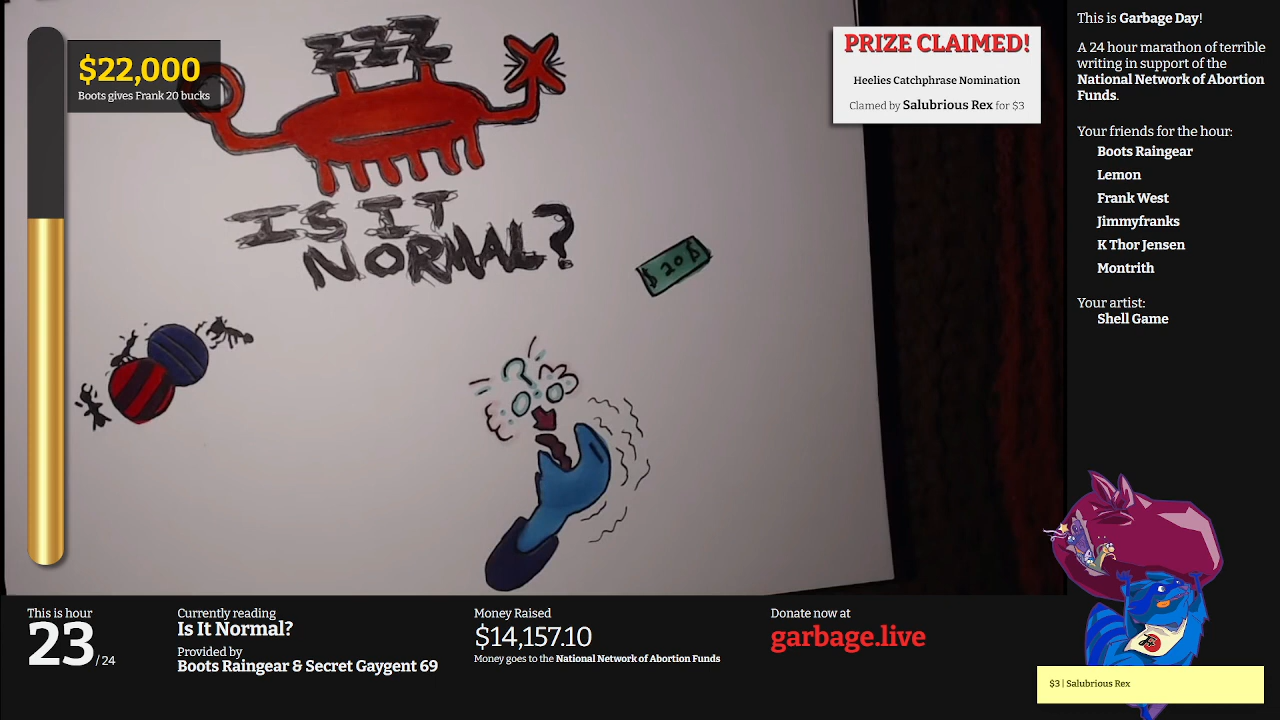 $22,000
Boots gives Frank 20 bucks
ZZZ
IS IT
NORMAL?
$ 20 $
PRIZE CLAIMED!
Heelies Catchphrase Nomination
Clamed by Salubrious Rex for $3
This is Garbage Day!
A 24 hour marathon of terrible
writing in support of the
National Network of Abortion
Funds.
Your friends for the hour:
Boots Raingear
Lemon
Frank West
Jimmyfranks
K Thor Jensen
Montrith
Your artist:
Shell Game
This is hour
23 / 24
Currently reading
Is It Normal?
Provided by
Boots Raingear & Secret Gaygent 69
Money Raised
$14,157.10
Money goes to the National Network of Abortion Funds
Donate now at
garbage.live
$3 | Salubrious Rex